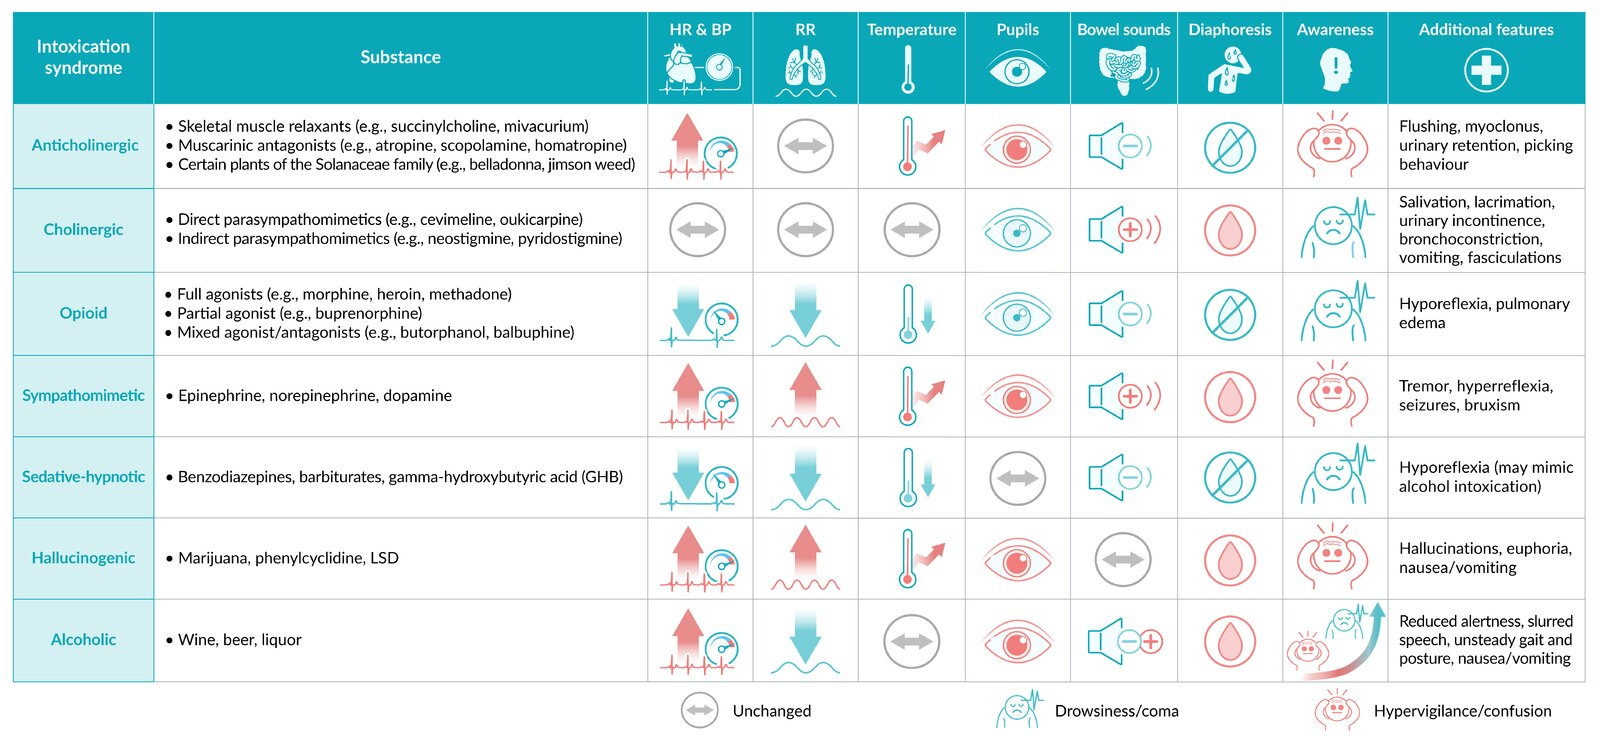 Intoxication
syndrome
Substance
HR & BP
RR
Temperature
Pupils
Bowel sounds
Diaphoresis
Awareness
Additional features
Anticholinergic
• Skeletal muscle relaxants (e.g., succinylcholine, mivacurium)
• Muscarinic antagonists (e.g., atropine, scopolamine, homatropine)
• Certain plants of the Solanaceae family (e.g., belladonna, jimson weed)
Flushing, myoclonus,
urinary retention, picking
behaviour
Cholinergic
• Direct parasympathomimetics (e.g., cevimeline, oukicarpine)
• Indirect parasympathomimetics (e.g., neostigmine, pyridostigmine)
Salivation, lacrimation,
urinary incontinence,
bronchoconstriction,
vomiting, fasciculations
Opioid
• Full agonists (e.g., morphine, heroin, methadone)
• Partial agonist (e.g., buprenorphine)
• Mixed agonist/antagonists (e.g., butorphanol, balbuphine)
Hyporeflexia, pulmonary
edema
Sympathomimetic
• Epinephrine, norepinephrine, dopamine
Tremor, hyperreflexia,
seizures, bruxism
Sedative-hypnotic
• Benzodiazepines, barbiturates, gamma-hydroxybutyric acid (GHB)
Hyporeflexia (may mimic
alcohol intoxication)
Hallucinogenic
• Marijuana, phenylcyclidine, LSD
Hallucinations, euphoria,
nausea/vomiting
Alcoholic
• Wine, beer, liquor
Reduced alertness, slurred
speech, unsteady gait and
posture, nausea/vomiting
Unchanged
Drowsiness/coma
Hypervigilance/confusion